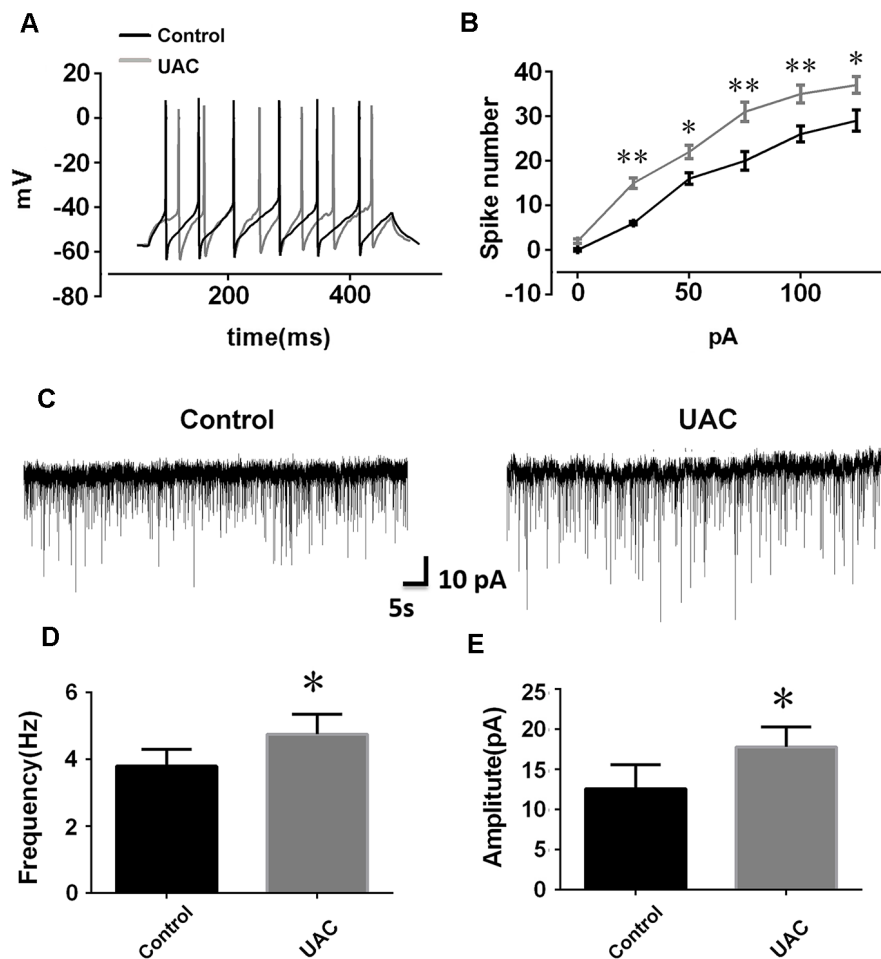 A
Control
UAC
20
0
-20
-40
-60
-80
mV
200
400
time(ms)
B
40
30
20
10
0
-10
Spike number
**
*
**
**
*
0
50
100
pA
C
Control
UAC
10 pA
5s
D
6
4
2
0
Frequency(Hz)
*
Control
UAC
E
25
20
15
10
5
0
Amplitute(pA)
*
Control
UAC